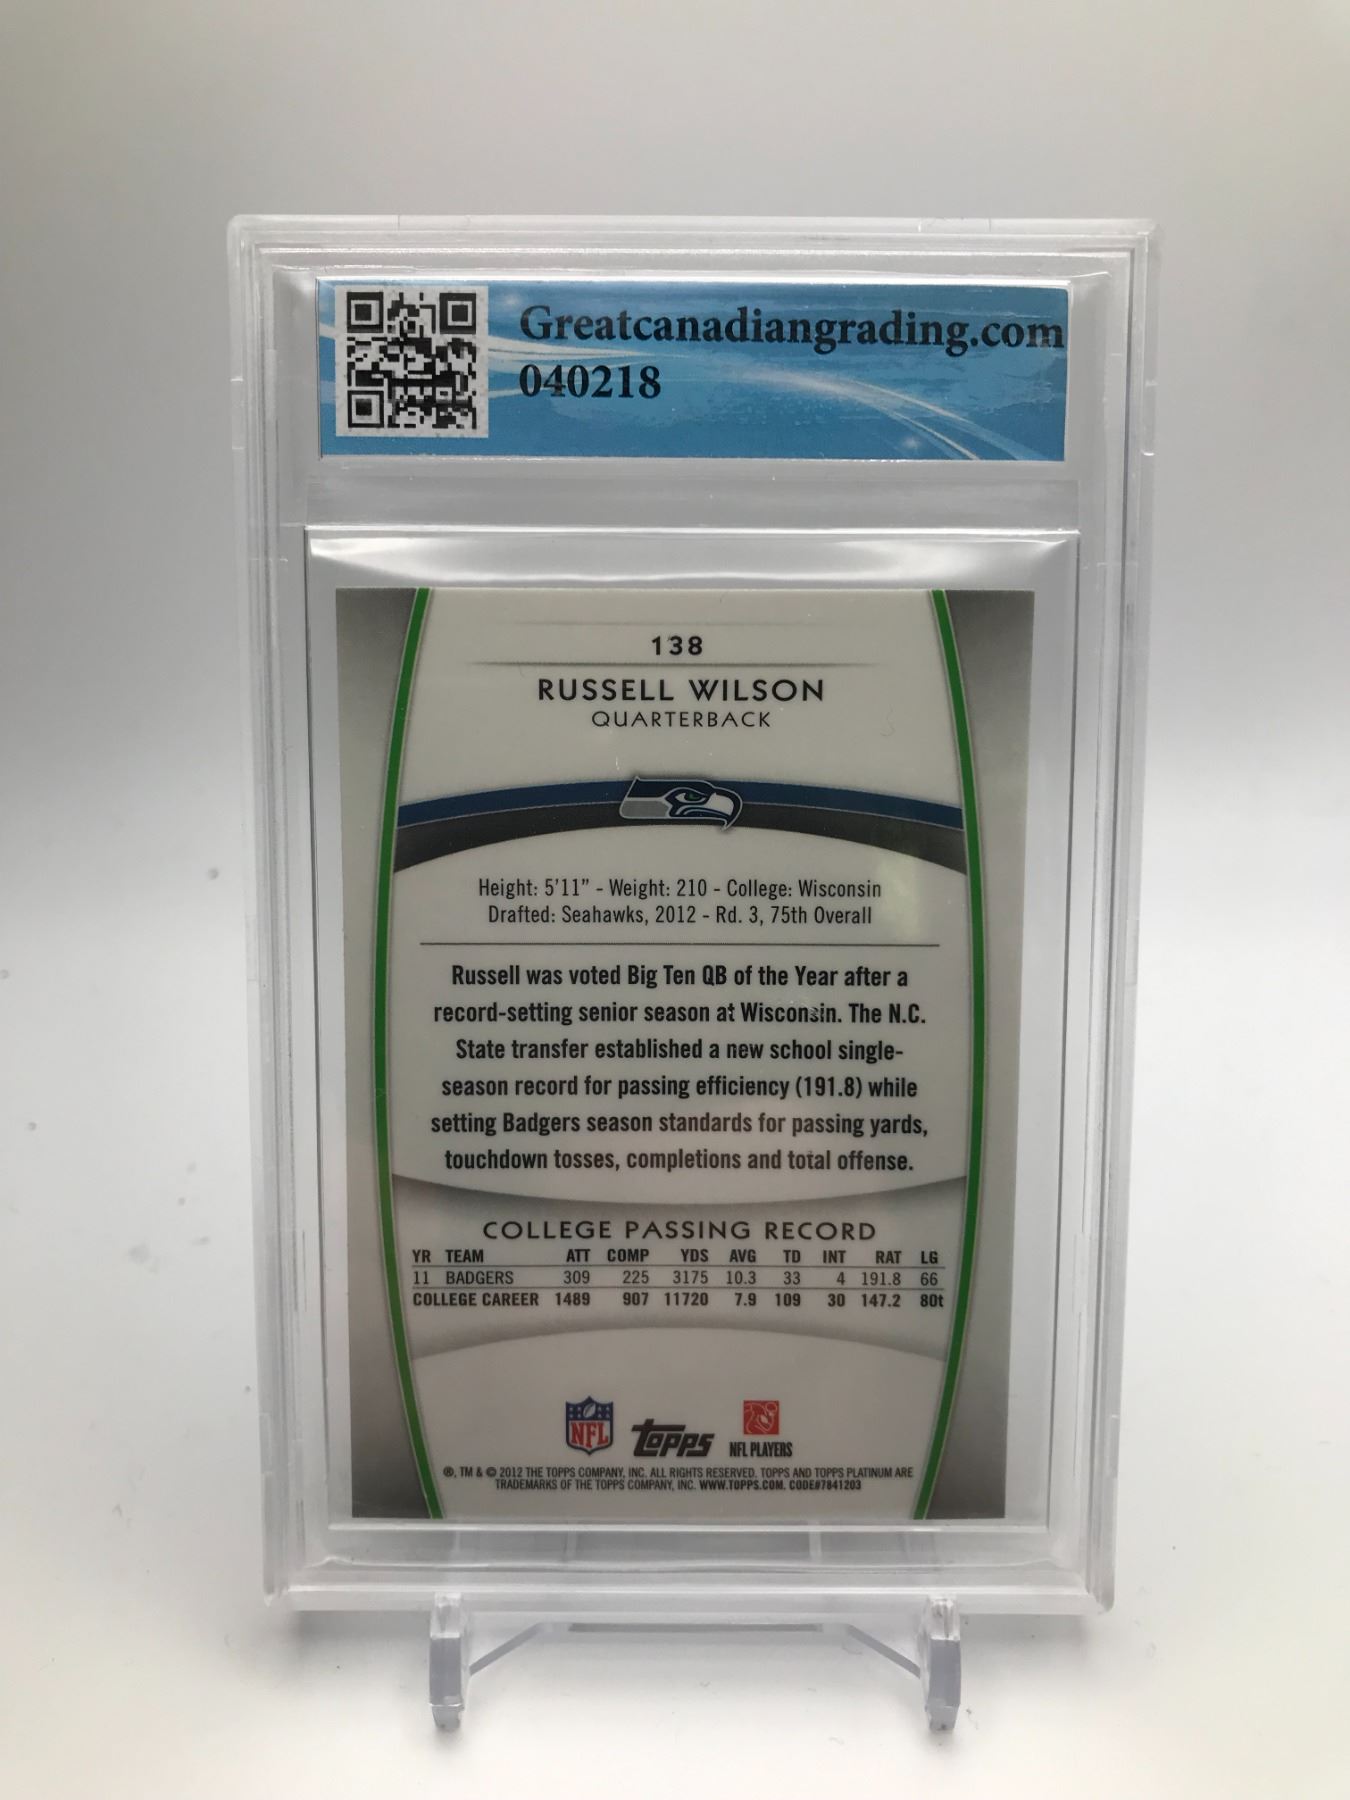 Greatcanadiangrading.com
040218
138
RUSSELL WILSON
QUARTERBACK
Height: 5'11" - Weight: 210 - College: Wisconsin
Drafted: Seahawks, 2012 - Rd. 3, 75th Overall
Russell was voted Big Ten QB of the Year after a
record-setting senior season at Wisconsin. The N.C.
State transfer established a new school single-
season record for passing efficiency (191.8) while
setting Badgers season standards for passing yards,
touchdown tosses, completions and total offense.
COLLEGE PASSING RECORD
YR TEAM ATT COMP YDS AVG TD INT RAT LG
11 BADGERS 309 225 3175 10.3 33 4 191.8 66
COLLEGE CAREER 1489 907 11720 7.9 109 30 147.2 80t
NFL topps NFL PLAYERS
®, TM & © 2012 THE TOPPS COMPANY, INC. ALL RIGHTS RESERVED. TOPPS AND TOPPS PLATINUM ARE
TRADEMARKS OF THE TOPPS COMPANY, INC. WWW.TOPPS.COM. CODE#7841203